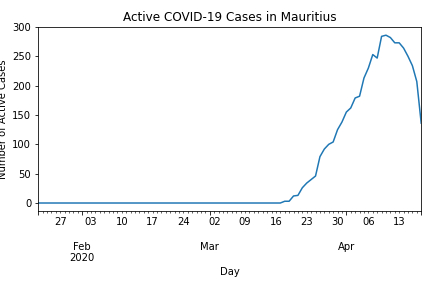 Active COVID-19 Cases in Mauritius
300
250
200
150
100
50
0
Number of Active Cases
27 03 10 17 24 02 09 16 23 30 06 13
Feb Mar Apr
2020
Day